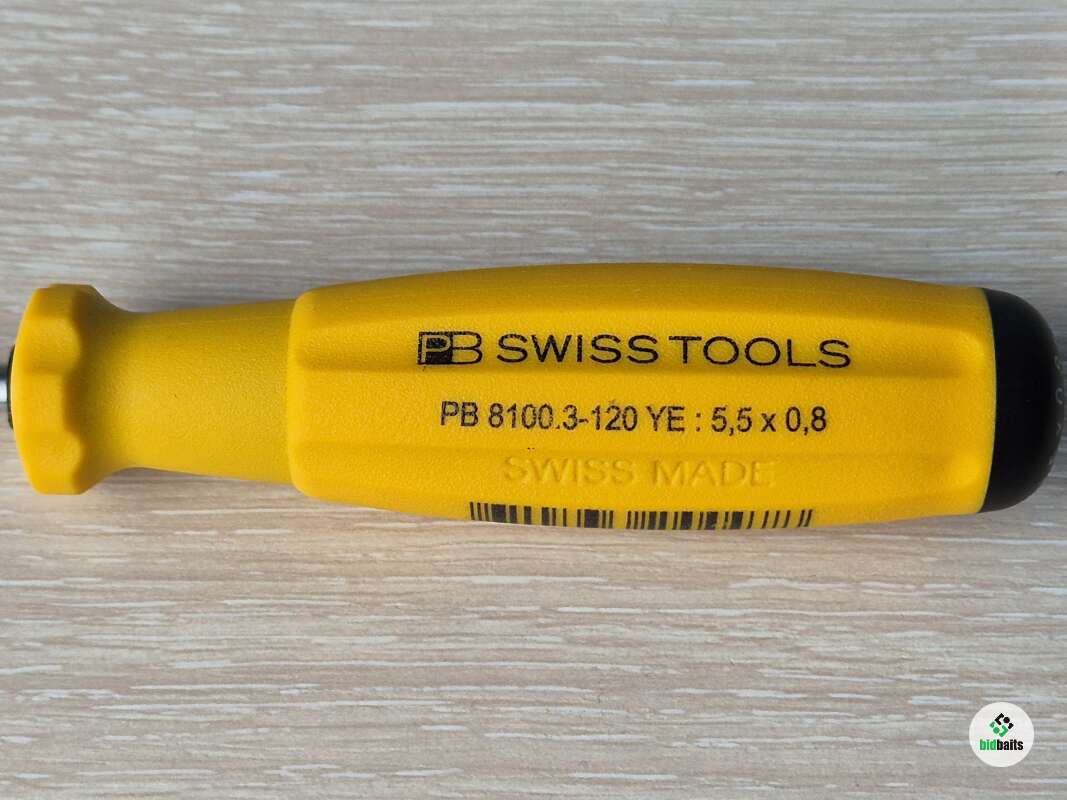 PB SWISS TOOLS
PB 8100.3-120 YE : 5,5 x 0,8
SWISS MADE
bidbaits